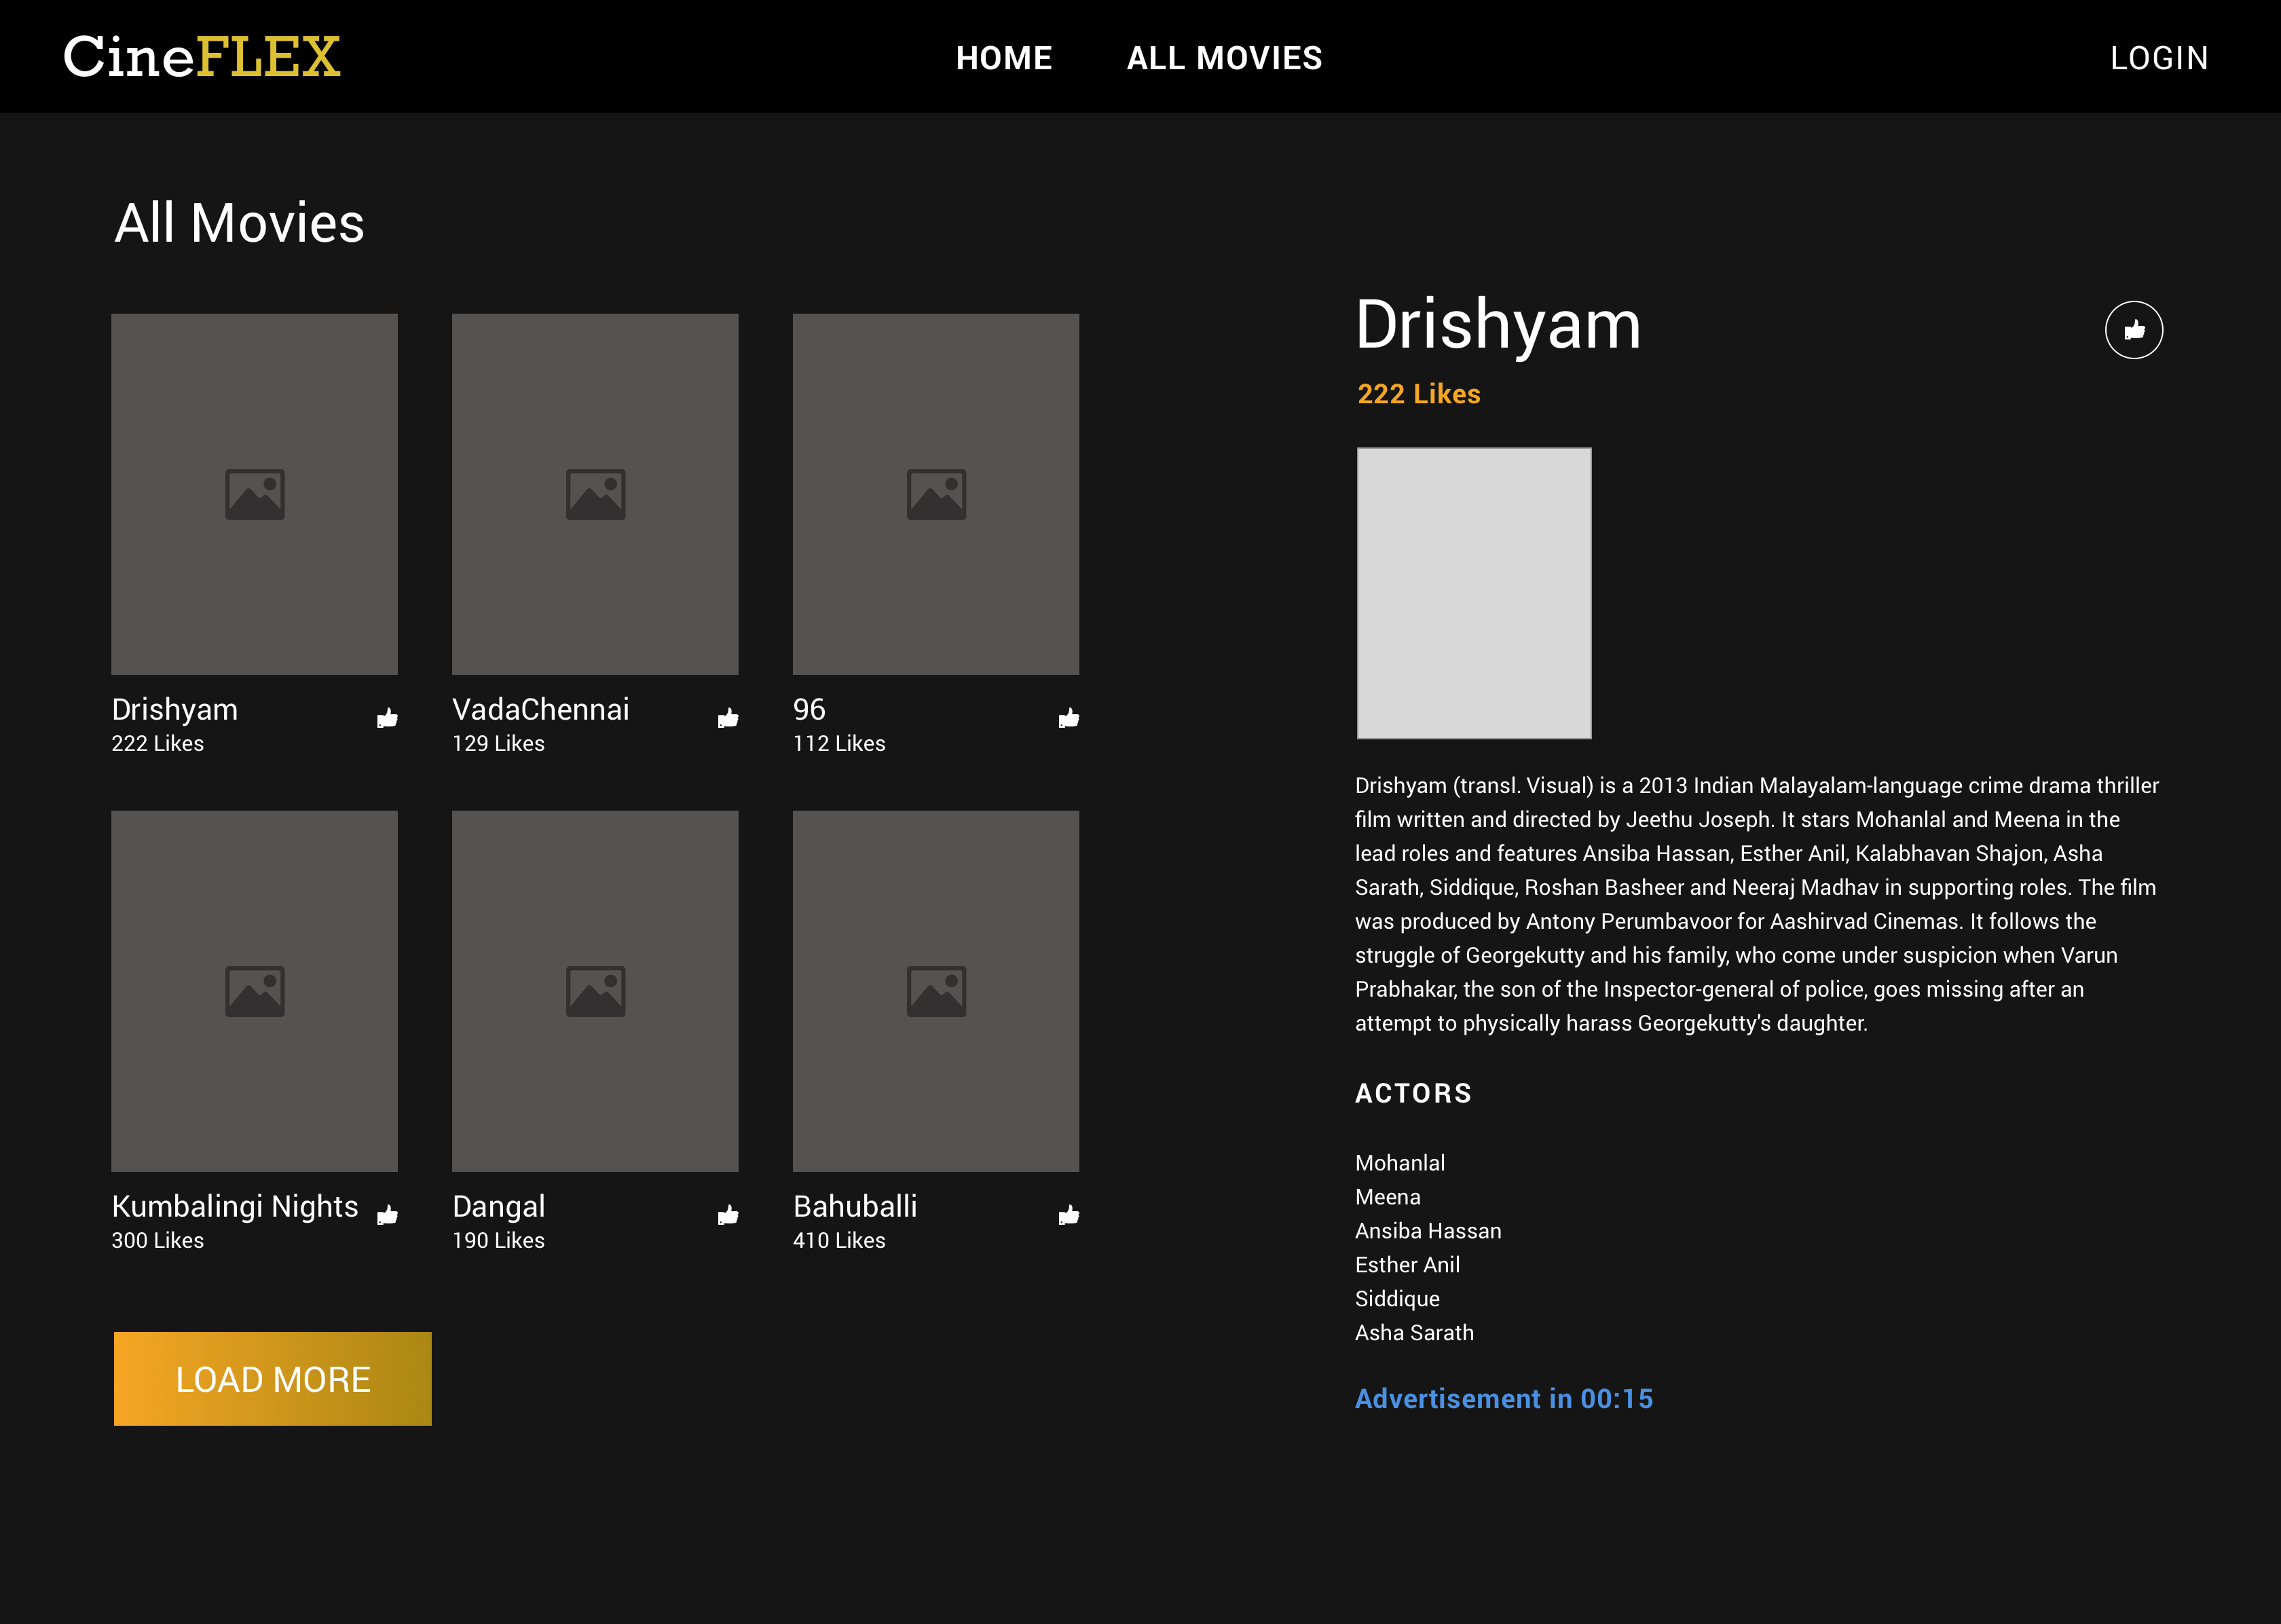 CineFLEX
HOME
ALL MOVIES
LOGIN
All Movies
Drishyam
222 Likes
VadaChennai
129 Likes
96
112 Likes
Kumbalingi Nights
300 Likes
Dangal
190 Likes
Bahuballi
410 Likes
LOAD MORE
Drishyam
222 Likes
Drishyam (transl. Visual) is a 2013 Indian Malayalam-language crime drama thriller
film written and directed by Jeethu Joseph. It stars Mohanlal and Meena in the
lead roles and features Ansiba Hassan, Esther Anil, Kalabhavan Shajon, Asha
Sarath, Siddique, Roshan Basheer and Neeraj Madhav in supporting roles. The film
was produced by Antony Perumbavoor for Aashirvad Cinemas. It follows the
struggle of Georgekutty and his family, who come under suspicion when Varun
Prabhakar, the son of the Inspector-general of police, goes missing after an
attempt to physically harass Georgekutty's daughter.
ACTORS
Mohanlal
Meena
Ansiba Hassan
Esther Anil
Siddique
Asha Sarath
Advertisement in 00:15